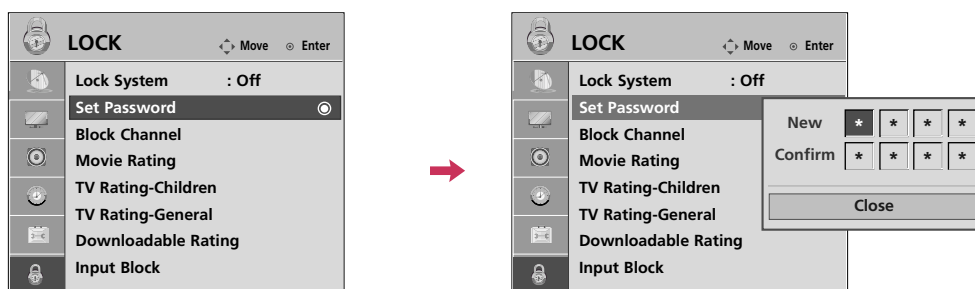 LOCK Move Enter
Lock System : Off
Set Password
Block Channel
Movie Rating
TV Rating-Children
TV Rating-General
Downloadable Rating
Input Block
LOCK Move Enter
Lock System : Off
Set Password
Block Channel
Movie Rating
TV Rating-Children
TV Rating-General
Downloadable Rating
Input Block
New * * * *
Confirm * * * *
Close